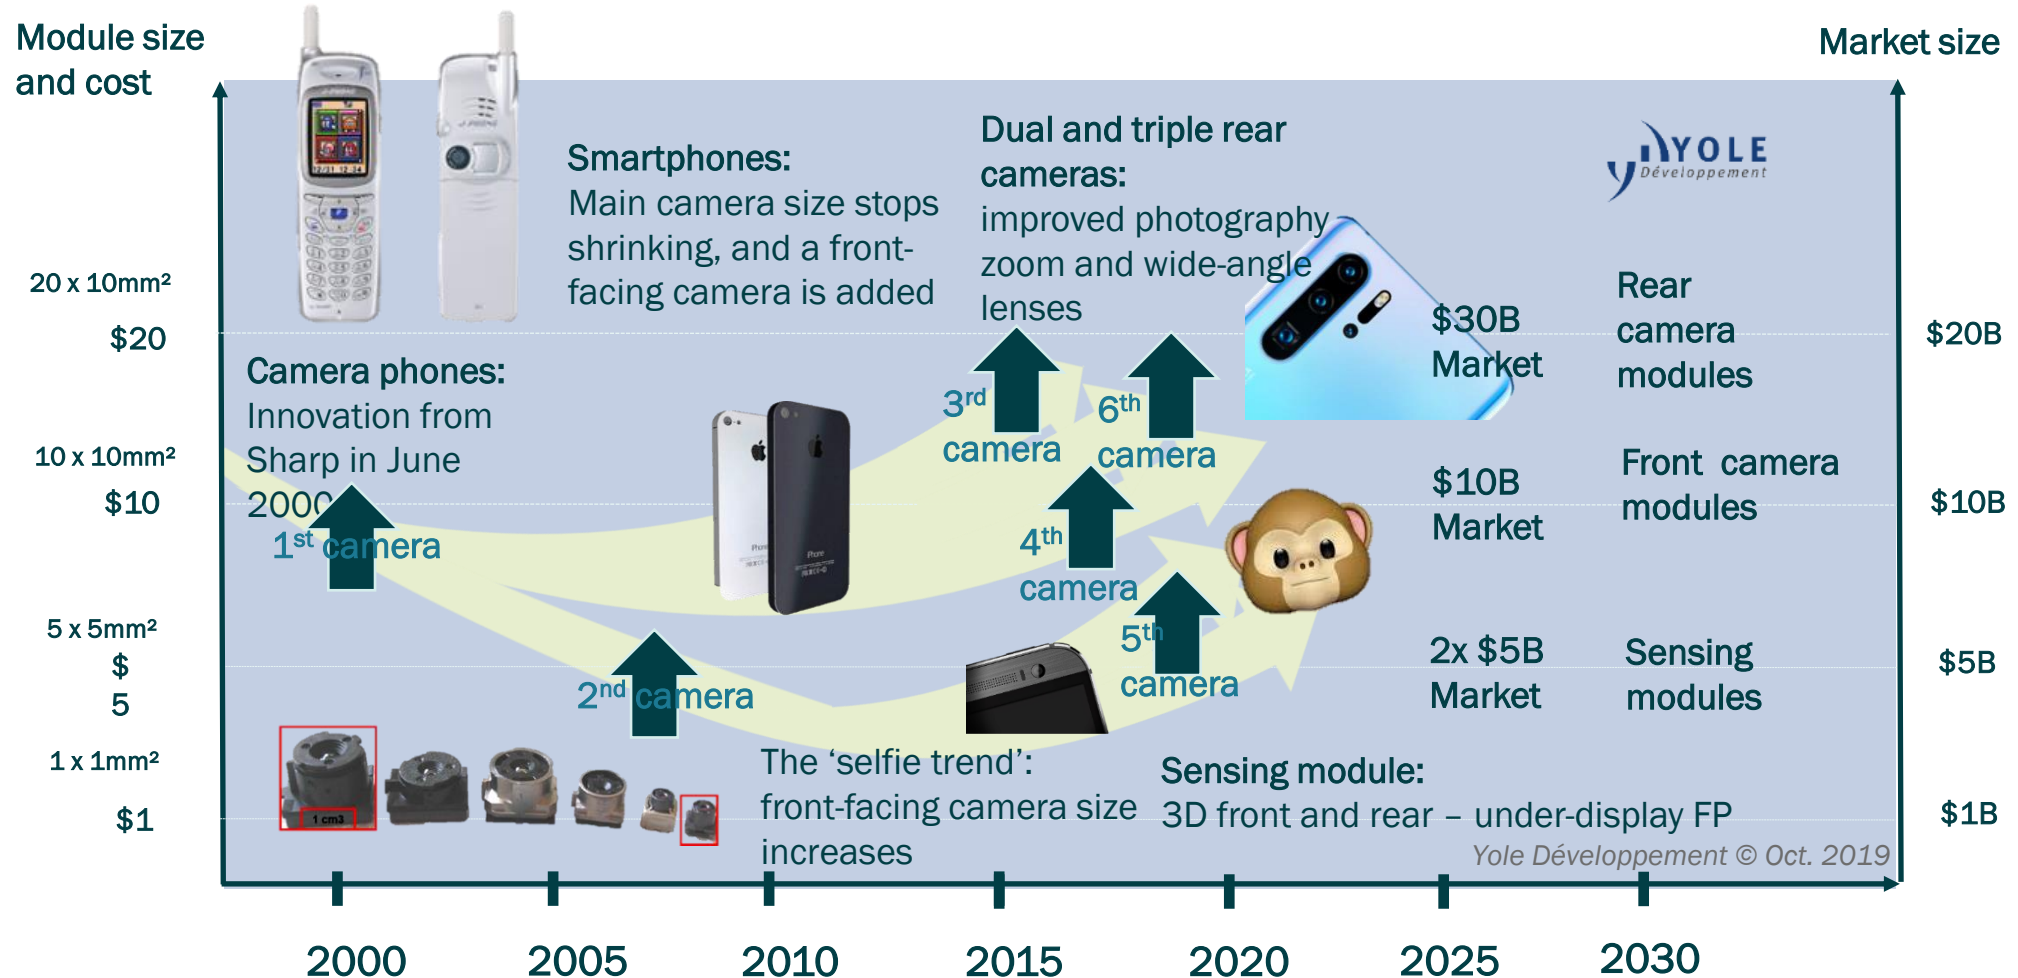 Module size
and cost
Market size
Smartphones:
Main camera size stops
shrinking, and a front-
facing camera is added
Dual and triple rear
cameras:
improved photography
zoom and wide-angle
lenses
YOLE
Développement
20 x 10mm²
$20
10 x 10mm²
$10
5 x 5mm²
$
5
1 x 1mm²
$1
Camera phones:
Innovation from
Sharp in June
2000
1st camera
2nd camera
3rd
camera
6th
camera
4th
camera
5th
camera
$30B
Market
Rear
camera
modules
$10B
Market
Front camera
modules
2x $5B
Market
Sensing
modules
$20B
$10B
$5B
$1B
1 cm3
iPhone
iPhone
The ‘selfie trend’:
front-facing camera size
increases
Sensing module:
3D front and rear – under-display FP
Yole Développement © Oct. 2019
2000
2005
2010
2015
2020
2025
2030